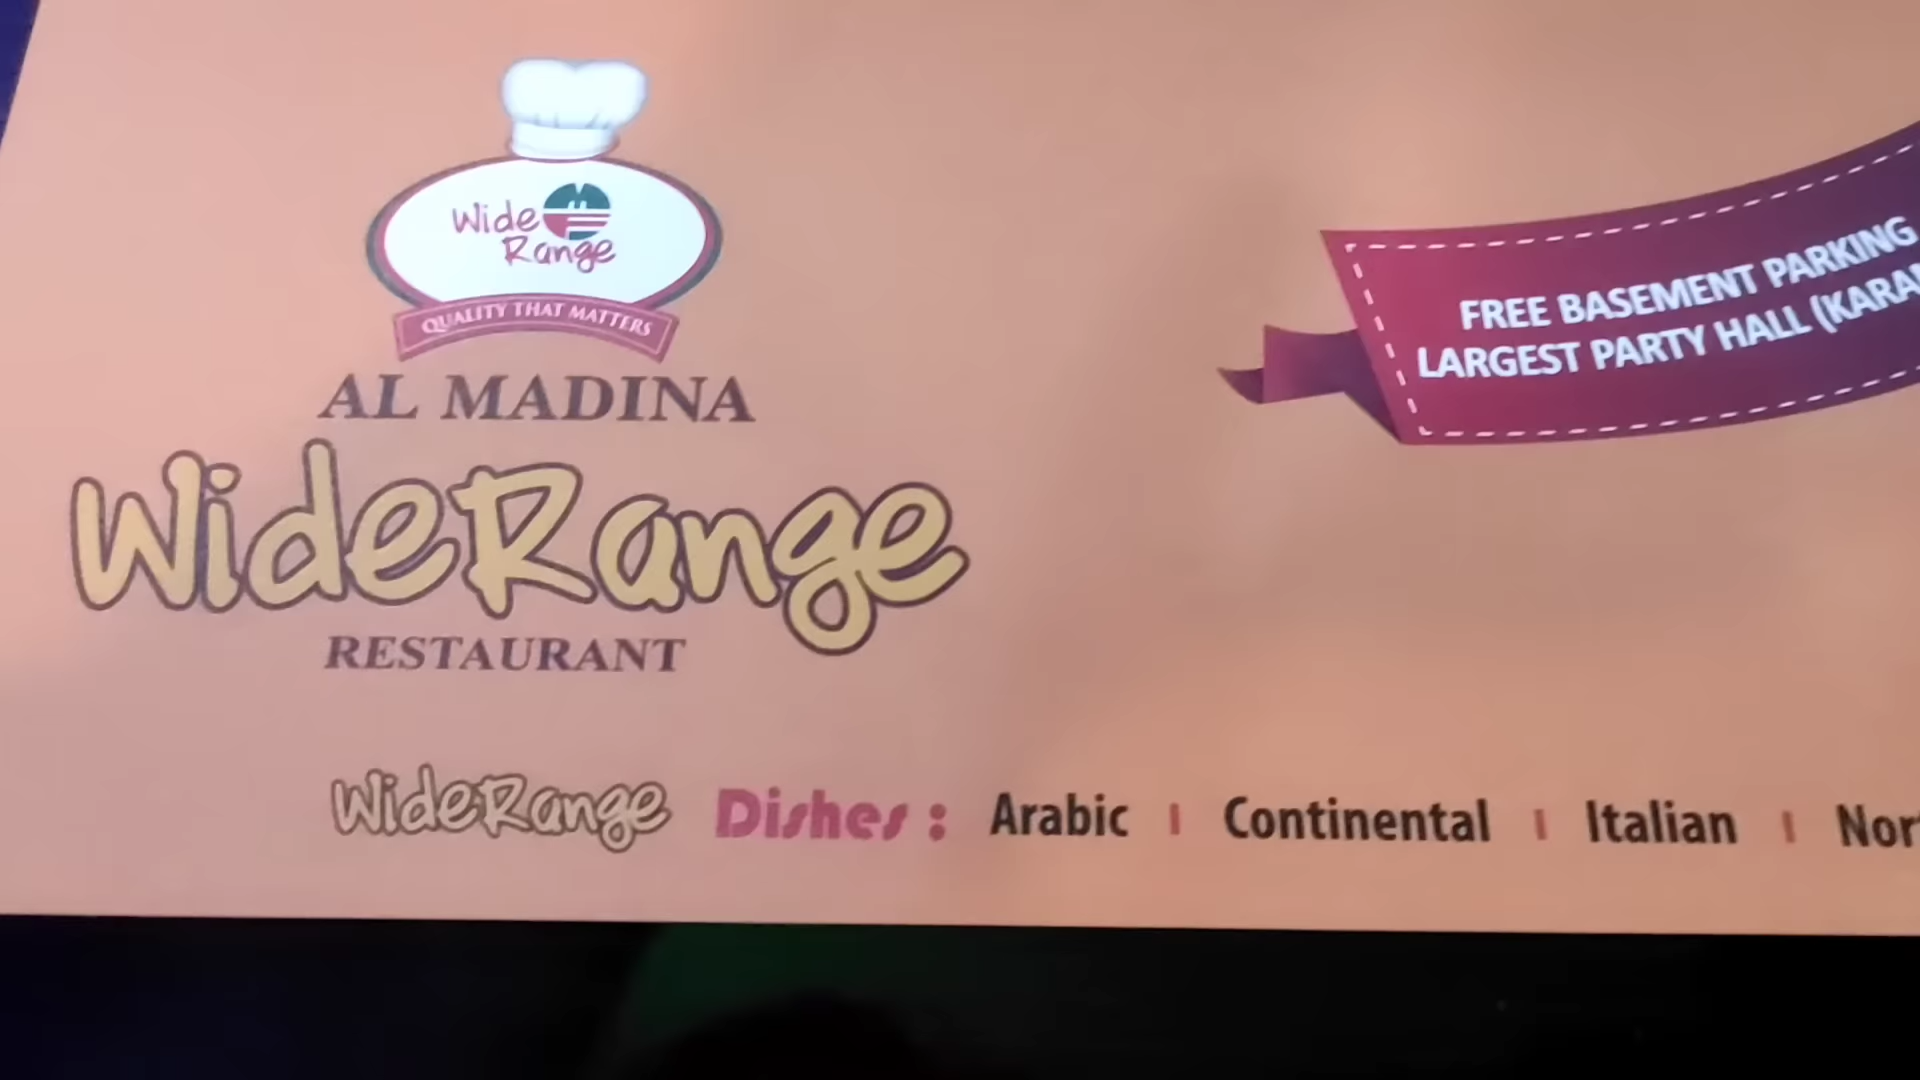 Wide
Range
QUALITY THAT MATTERS
AL MADINA
WideRange
RESTAURANT
FREE BASEMENT PARKING
LARGEST PARTY HALL
WideRange Dishes : Arabic I Continental I Italian I